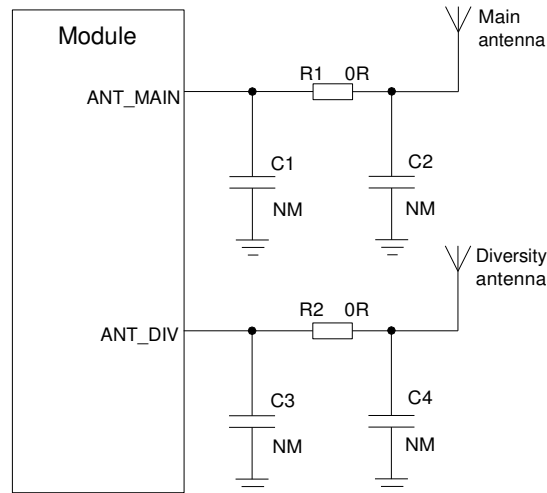 Module
Main
antenna
R1 0R
ANT_MAIN
C1
C2
NM
NM
Diversity
antenna
R2 0R
ANT_DIV
C3
C4
NM
NM